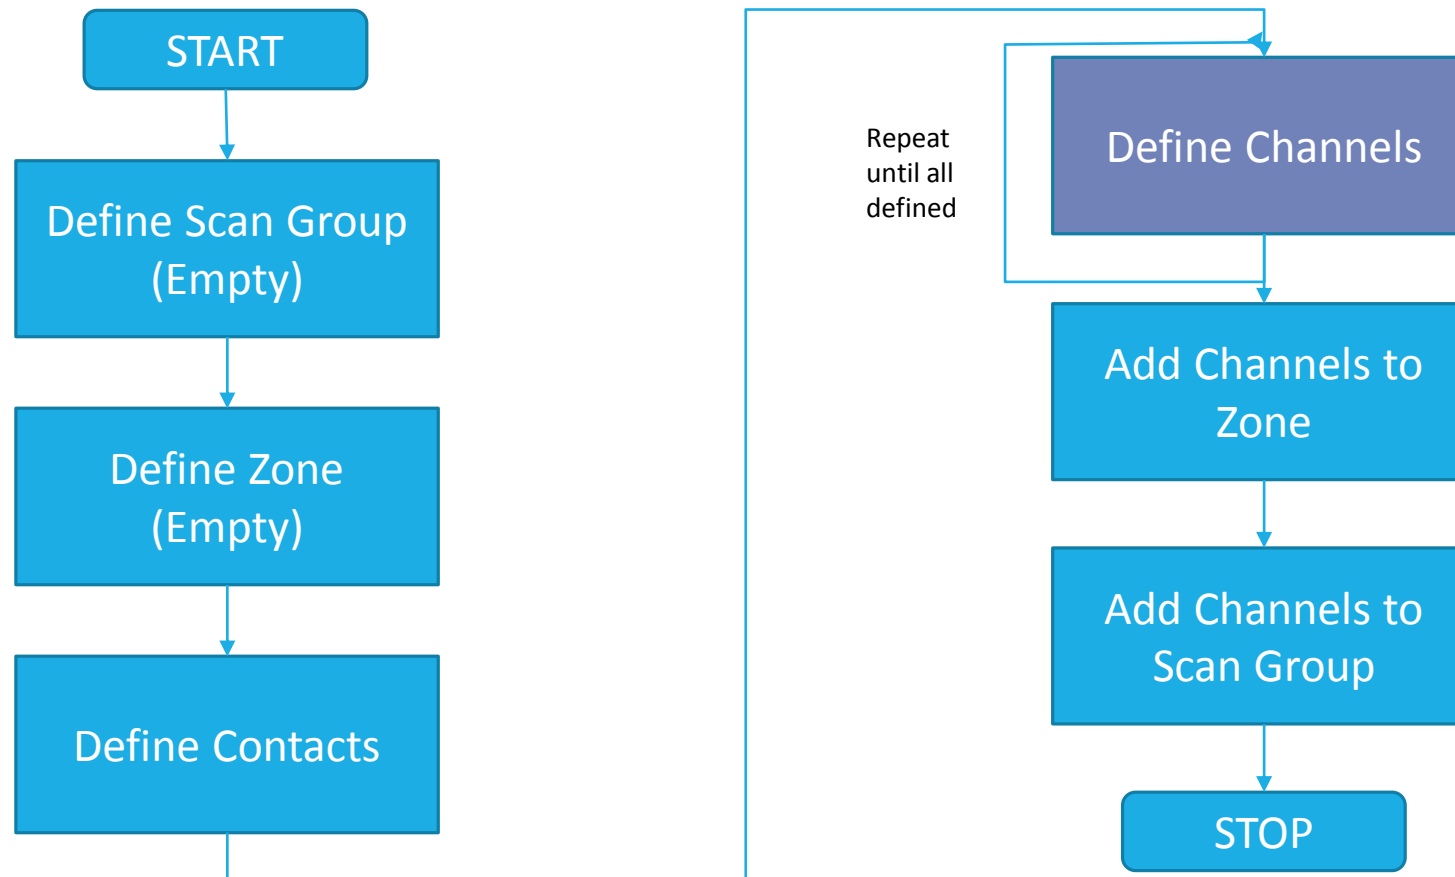 START
Define Scan Group
(Empty)
Define Zone
(Empty)
Define Contacts
Repeat
until all
defined
Define Channels
Add Channels to
Zone
Add Channels to
Scan Group
STOP